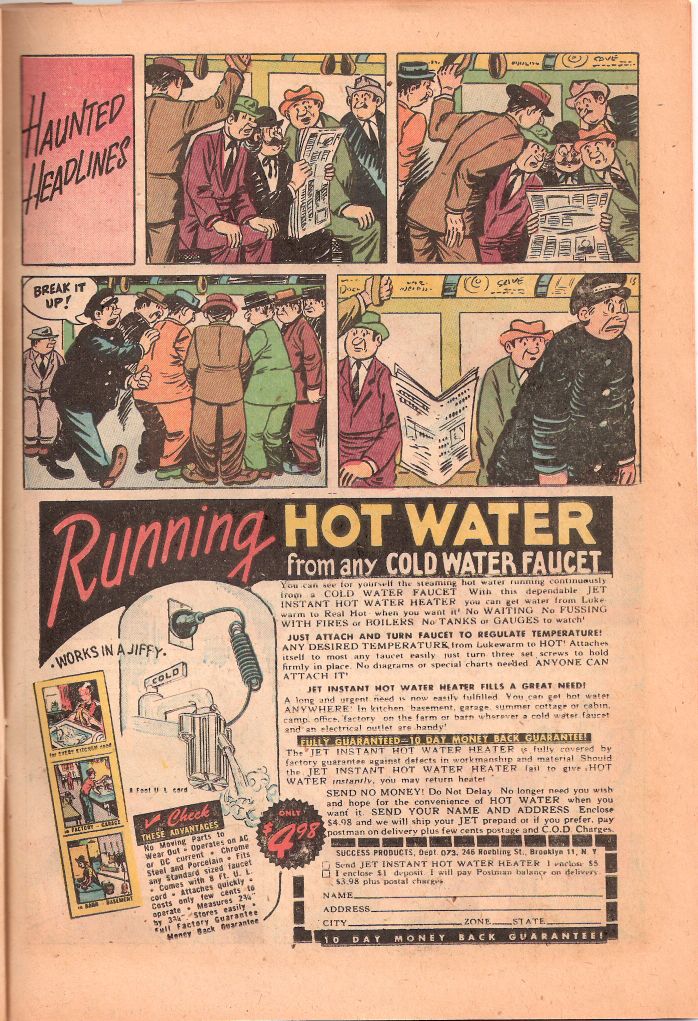 HAUNTED
HEADLINES
BREAK IT
UP!
Running HOT WATER
from any COLD WATER FAUCET
You can see for yourself the steaming hot water running continuously
from a COLD WATER FAUCET With this dependable JET
INSTANT HOT WATER HEATER you can get water from Luke-
warm to Real Hot when you want it! No WAITING No FUSSING
WITH FIRES or BOILERS No TANKS or GAUGES to watch!
JUST ATTACH AND TURN FAUCET TO REGULATE TEMPERATURE!
ANY DESIRED TEMPERATURE from Lukewarm to HOT! Attaches
itself to most any faucet easily, just turn three set screws to hold
firmly in place. No diagrams or special charts needed. ANYONE CAN
ATTACH IT!
JET INSTANT HOT WATER HEATER FILLS A GREAT NEED!
A long and urgent need is now easily fulfilled. You can get hot water
ANYWHERE! In kitchen, basement, garage, summer cottage or cabin,
camp, office, factory on the farm or barn wherever a cold water faucet
and an electrical outlet are handy!
FULLY GUARANTEED=10 DAY MONEY BACK GUARANTEE!
The JET INSTANT HOT WATER HEATER is fully covered by
factory guarantee against defects in workmanship and material Should
the JET INSTANT HOT WATER HEATER fail to give HOT
WATER instantly, you may return heater
SEND NO MONEY! Do Not Delay No longer need you wish
and hope for the convenience of HOT WATER when you
want it. SEND YOUR NAME AND ADDRESS Enclose
$4.98 and we will ship your JET prepaid or if you prefer, pay
postman on delivery plus few cents postage and C.O.D. Charges.
WORKS IN A JIFFY
COLD
for EVERY KITCHEN SINK
in FACTORY - GARAGE
in BARN BASEMENT
8 Foot U L cord
✓ Check
THESE ADVANTAGES
No Moving Parts to
Wear Out • Operates on AC
or DC current • Chrome
Steel and Porcelain • Fits
any Standard sized faucet
• Comes with 8 Ft. U. L.
cord • Attaches quickly •
Costs only few cents to
operate • Measures 2¾"
by 3¾" Stores easily •
Full Factory Guarantee
Money Back Guarantee
ONLY
$4.98
SUCCESS PRODUCTS, Dept 073, 246 Roebling St., Brooklyn 11, N. Y
Send JET INSTANT HOT WATER HEATER I enclose $5
I enclose $1 deposit I will pay Postman balance on delivery
$3.98 plus postal charges
NAME
ADDRESS
CITY ZONE STATE
10 DAY MONEY BACK GUARANTEE!